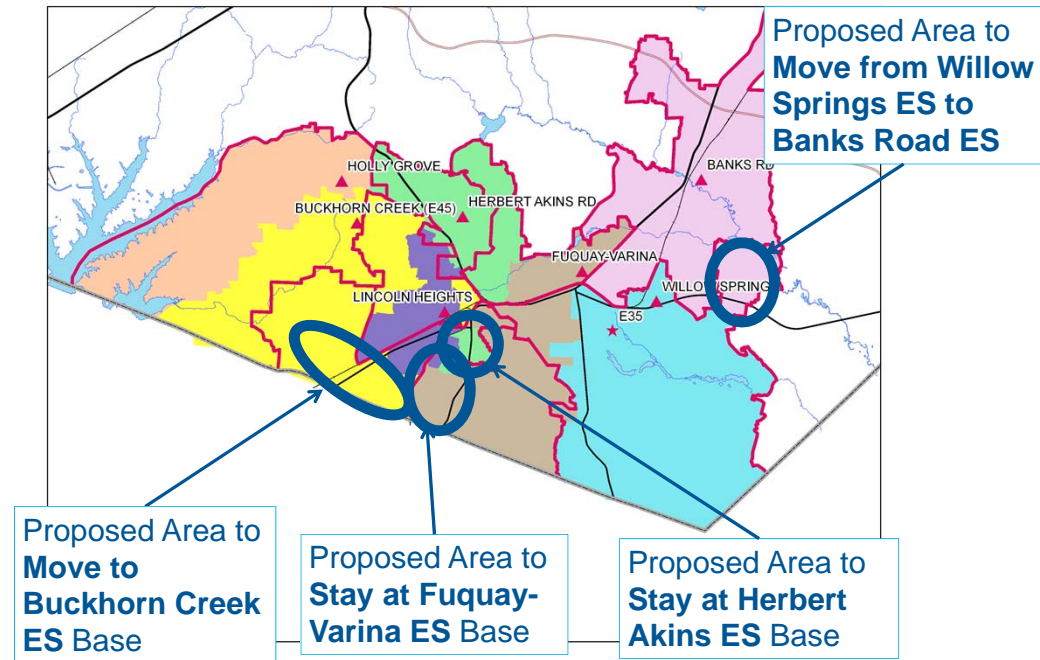 Proposed Area to
Move from Willow
Springs ES to
Banks Road ES
HOLLY GROVE
BANKS RD
BUCKHORN CREEK (E45)
HERBERT AKINS RD
FUQUAY-VARINA
WILLOW SPRING
LINCOLN HEIGHTS
E35
Proposed Area to
Move to
Buckhorn Creek
ES Base
Proposed Area to
Stay at Fuquay-
Varina ES Base
Proposed Area to
Stay at Herbert
Akins ES Base